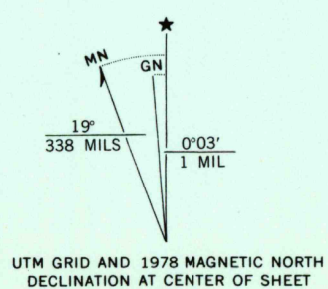 ★
MN
GN
19°
338 MILS
0°03′
1 MIL
UTM GRID AND 1978 MAGNETIC NORTH
DECLINATION AT CENTER OF SHEET